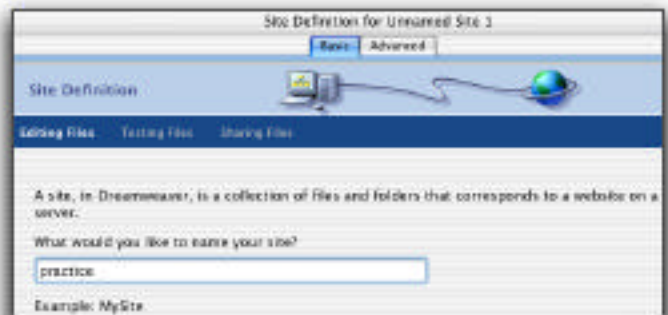 Site Definition for Unnamed Site 1
Basic Advanced
Site Definition
Editing Files Testing Files Sharing Files
A site, in Dreamweaver, is a collection of files and folders that corresponds to a website on a
server.
What would you like to name your site?
practice
Example: MySite